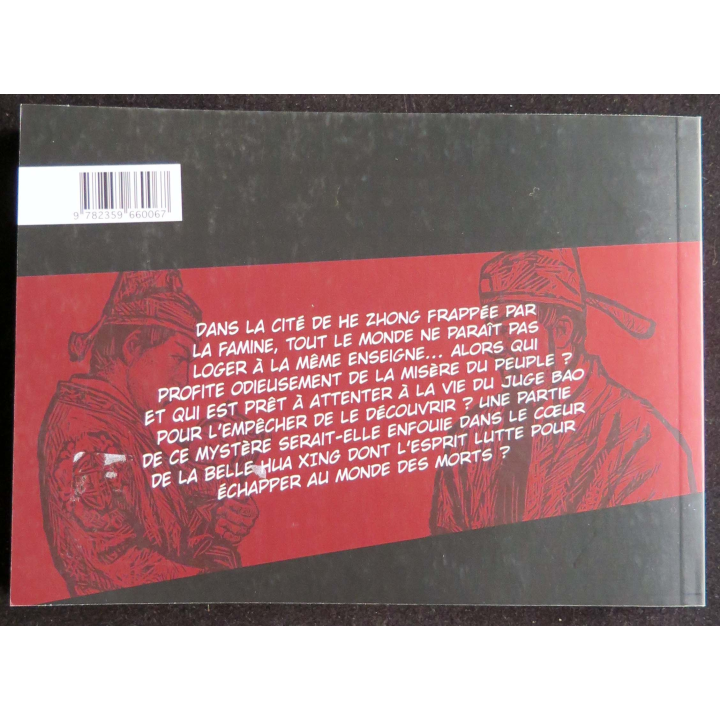 9 782359 660067
DANS LA CITÉ DE HE ZHONG FRAPPÉE PAR
LA FAMINE, TOUT LE MONDE NE PARAÎT PAS
LOGER À LA MÊME ENSEIGNE... ALORS QUI
PROFITE ODIEUSEMENT DE LA MISÈRE DU PEUPLE ?
ET QUI EST PRÊT À ATTENTER À LA VIE DU JUGE BAO
POUR L'EMPÊCHER DE LE DÉCOUVRIR ? UNE PARTIE
DE CE MYSTÈRE SERAIT-ELLE ENFOUIE DANS LE CŒUR
DE LA BELLE HUA XING DONT L'ESPRIT LUTTE POUR
ÉCHAPPER AU MONDE DES MORTS ?